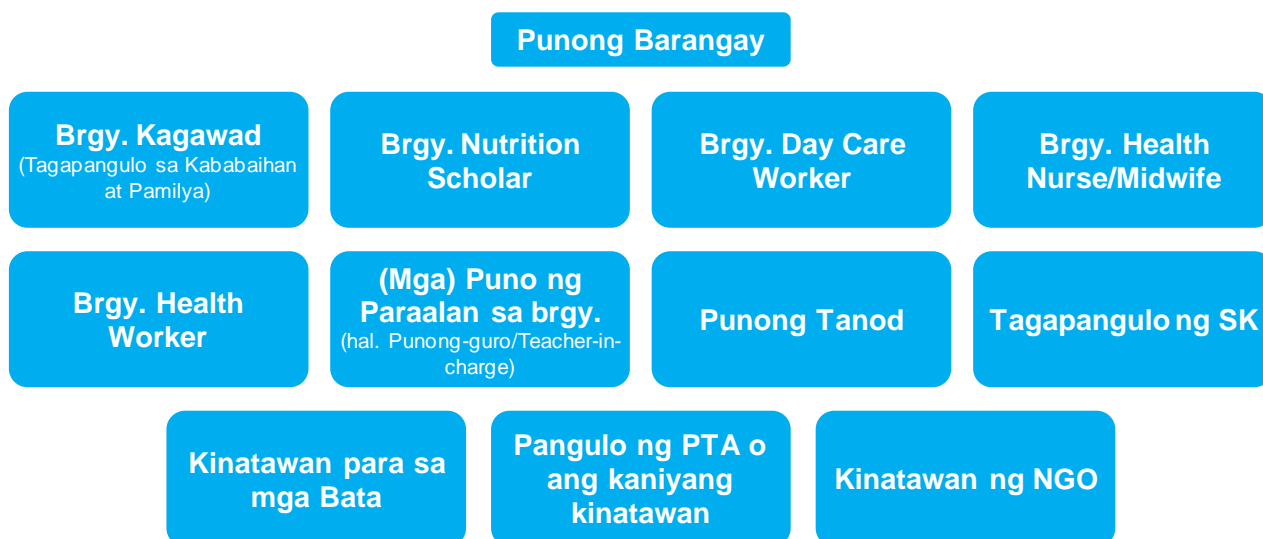 Punong Barangay
Brgy. Kagawad
(Tagapangulo sa Kababaihan
at Pamilya)
Brgy. Nutrition
Scholar
Brgy. Day Care
Worker
Brgy. Health
Nurse/Midwife
Brgy. Health
Worker
(Mga) Puno ng
Paraalan sa brgy.
(hal. Punong-guro/Teacher-in-
charge)
Punong Tanod
Tagapangulo ng SK
Kinatawan para sa
mga Bata
Pangulo ng PTA o
ang kaniyang
kinatawan
Kinatawan ng NGO